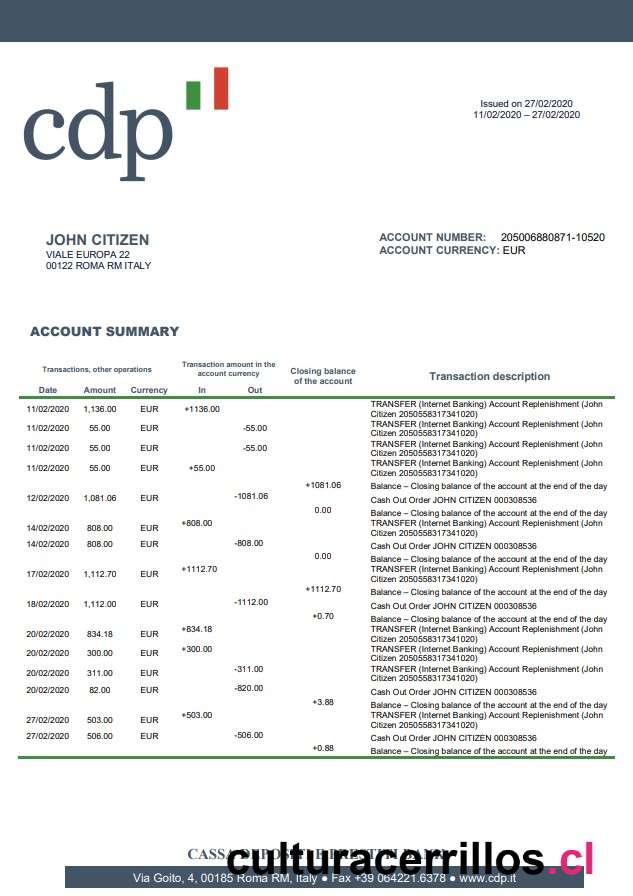 cdp
Issued on 27/02/2020
11/02/2020 – 27/02/2020
JOHN CITIZEN
VIALE EUROPA 22
00122 ROMA RM ITALY
ACCOUNT NUMBER: 205006880871-10520
ACCOUNT CURRENCY: EUR
ACCOUNT SUMMARY
Transactions, other operations
Transaction amount in the
account currency
Closing balance
of the account
Transaction description
Date Amount Currency In Out
11/02/2020 1,136.00 EUR +1136.00 TRANSFER (Internet Banking) Account Replenishment (John
Citizen 2050558317341020)
11/02/2020 55.00 EUR -55.00 TRANSFER (Internet Banking) Account Replenishment (John
Citizen 2050558317341020)
11/02/2020 55.00 EUR -55.00 TRANSFER (Internet Banking) Account Replenishment (John
Citizen 2050558317341020)
11/02/2020 55.00 EUR +55.00 TRANSFER (Internet Banking) Account Replenishment (John
Citizen 2050558317341020)
+1081.06 Balance – Closing balance of the account at the end of the day
12/02/2020 1,081.06 EUR -1081.06 Cash Out Order JOHN CITIZEN 000308536
0.00 Balance – Closing balance of the account at the end of the day
14/02/2020 808.00 EUR +808.00 TRANSFER (Internet Banking) Account Replenishment (John
Citizen 2050558317341020)
14/02/2020 808.00 EUR -808.00 Cash Out Order JOHN CITIZEN 000308536
0.00 Balance – Closing balance of the account at the end of the day
17/02/2020 1,112.70 EUR +1112.70 TRANSFER (Internet Banking) Account Replenishment (John
Citizen 2050558317341020)
+1112.70 Balance – Closing balance of the account at the end of the day
18/02/2020 1,112.00 EUR -1112.00 Cash Out Order JOHN CITIZEN 000308536
+0.70 Balance – Closing balance of the account at the end of the day
20/02/2020 834.18 EUR +834.18 TRANSFER (Internet Banking) Account Replenishment (John
Citizen 2050558317341020)
20/02/2020 300.00 EUR +300.00 TRANSFER (Internet Banking) Account Replenishment (John
Citizen 2050558317341020)
20/02/2020 311.00 EUR -311.00 TRANSFER (Internet Banking) Account Replenishment (John
Citizen 2050558317341020)
20/02/2020 82.00 EUR -820.00 Cash Out Order JOHN CITIZEN 000308536
+3.88 Balance – Closing balance of the account at the end of the day
27/02/2020 503.00 EUR +503.00 TRANSFER (Internet Banking) Account Replenishment (John
Citizen 2050558317341020)
27/02/2020 506.00 EUR -506.00 Cash Out Order JOHN CITIZEN 000308536
+0.88 Balance – Closing balance of the account at the end of the day
CASSA
culturacerrillos.cl
Via Goito, 4, 00185 Roma RM, Italy ● Fax +39 064221.6378 ● www.cdp.it